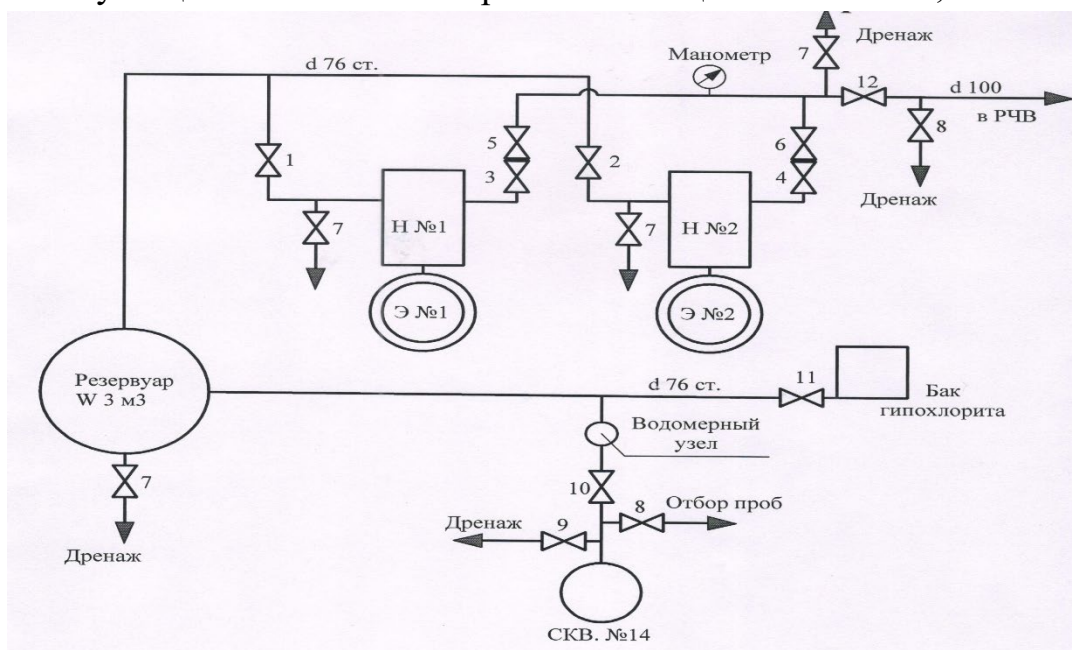 Дренаж
7
Манометр
d 76 ст.
12
d 100
в РЧВ
8
Дренаж
1
5
3
2
6
4
7
Н №1
7
Н №2
Э №1
Э №2
Резервуар
W 3 м3
d 76 ст.
11
Бак
гипохлорита
Водомерный
узел
7
10
Дренаж
9
8
Отбор проб
Дренаж
СКВ. №14